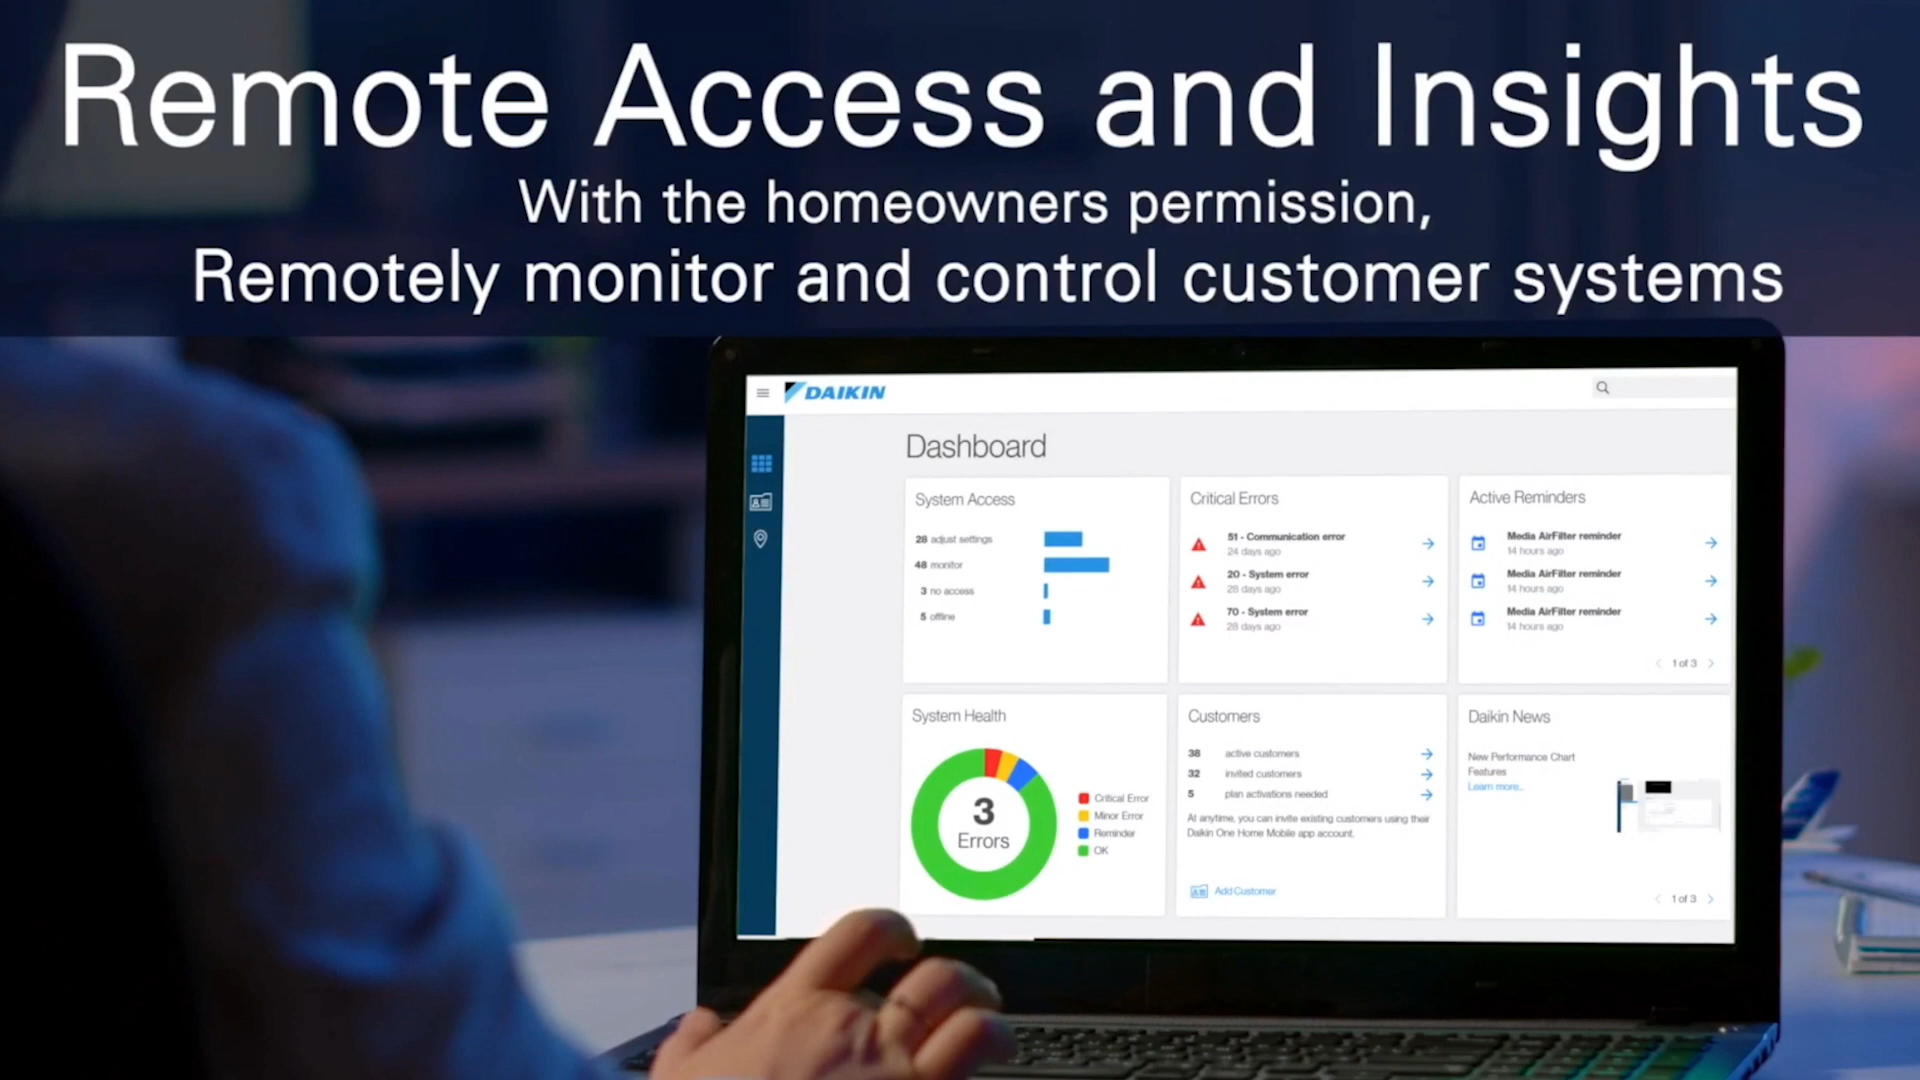 Remote Access and Insights
With the homeowners permission,
Remotely monitor and control customer systems
DAIKIN
Dashboard
System Access
28 adjust settings
48 monitor
3 no access
5 offline
Critical Errors
51 - Communication error
24 days ago
20 - System error
28 days ago
70 - System error
28 days ago
Active Reminders
Media AirFilter reminder
14 hours ago
Media AirFilter reminder
14 hours ago
Media AirFilter reminder
14 hours ago
1 of 3
System Health
3
Errors
Critical Error
Minor Error
Reminder
OK
Customers
38 active customers
32 invited customers
5 plan activations needed
At anytime, you can invite existing customers using their
Daikin One Home Mobile app account.
Add Customer
Daikin News
New Performance Chart
Features
Learn more...
1 of 3